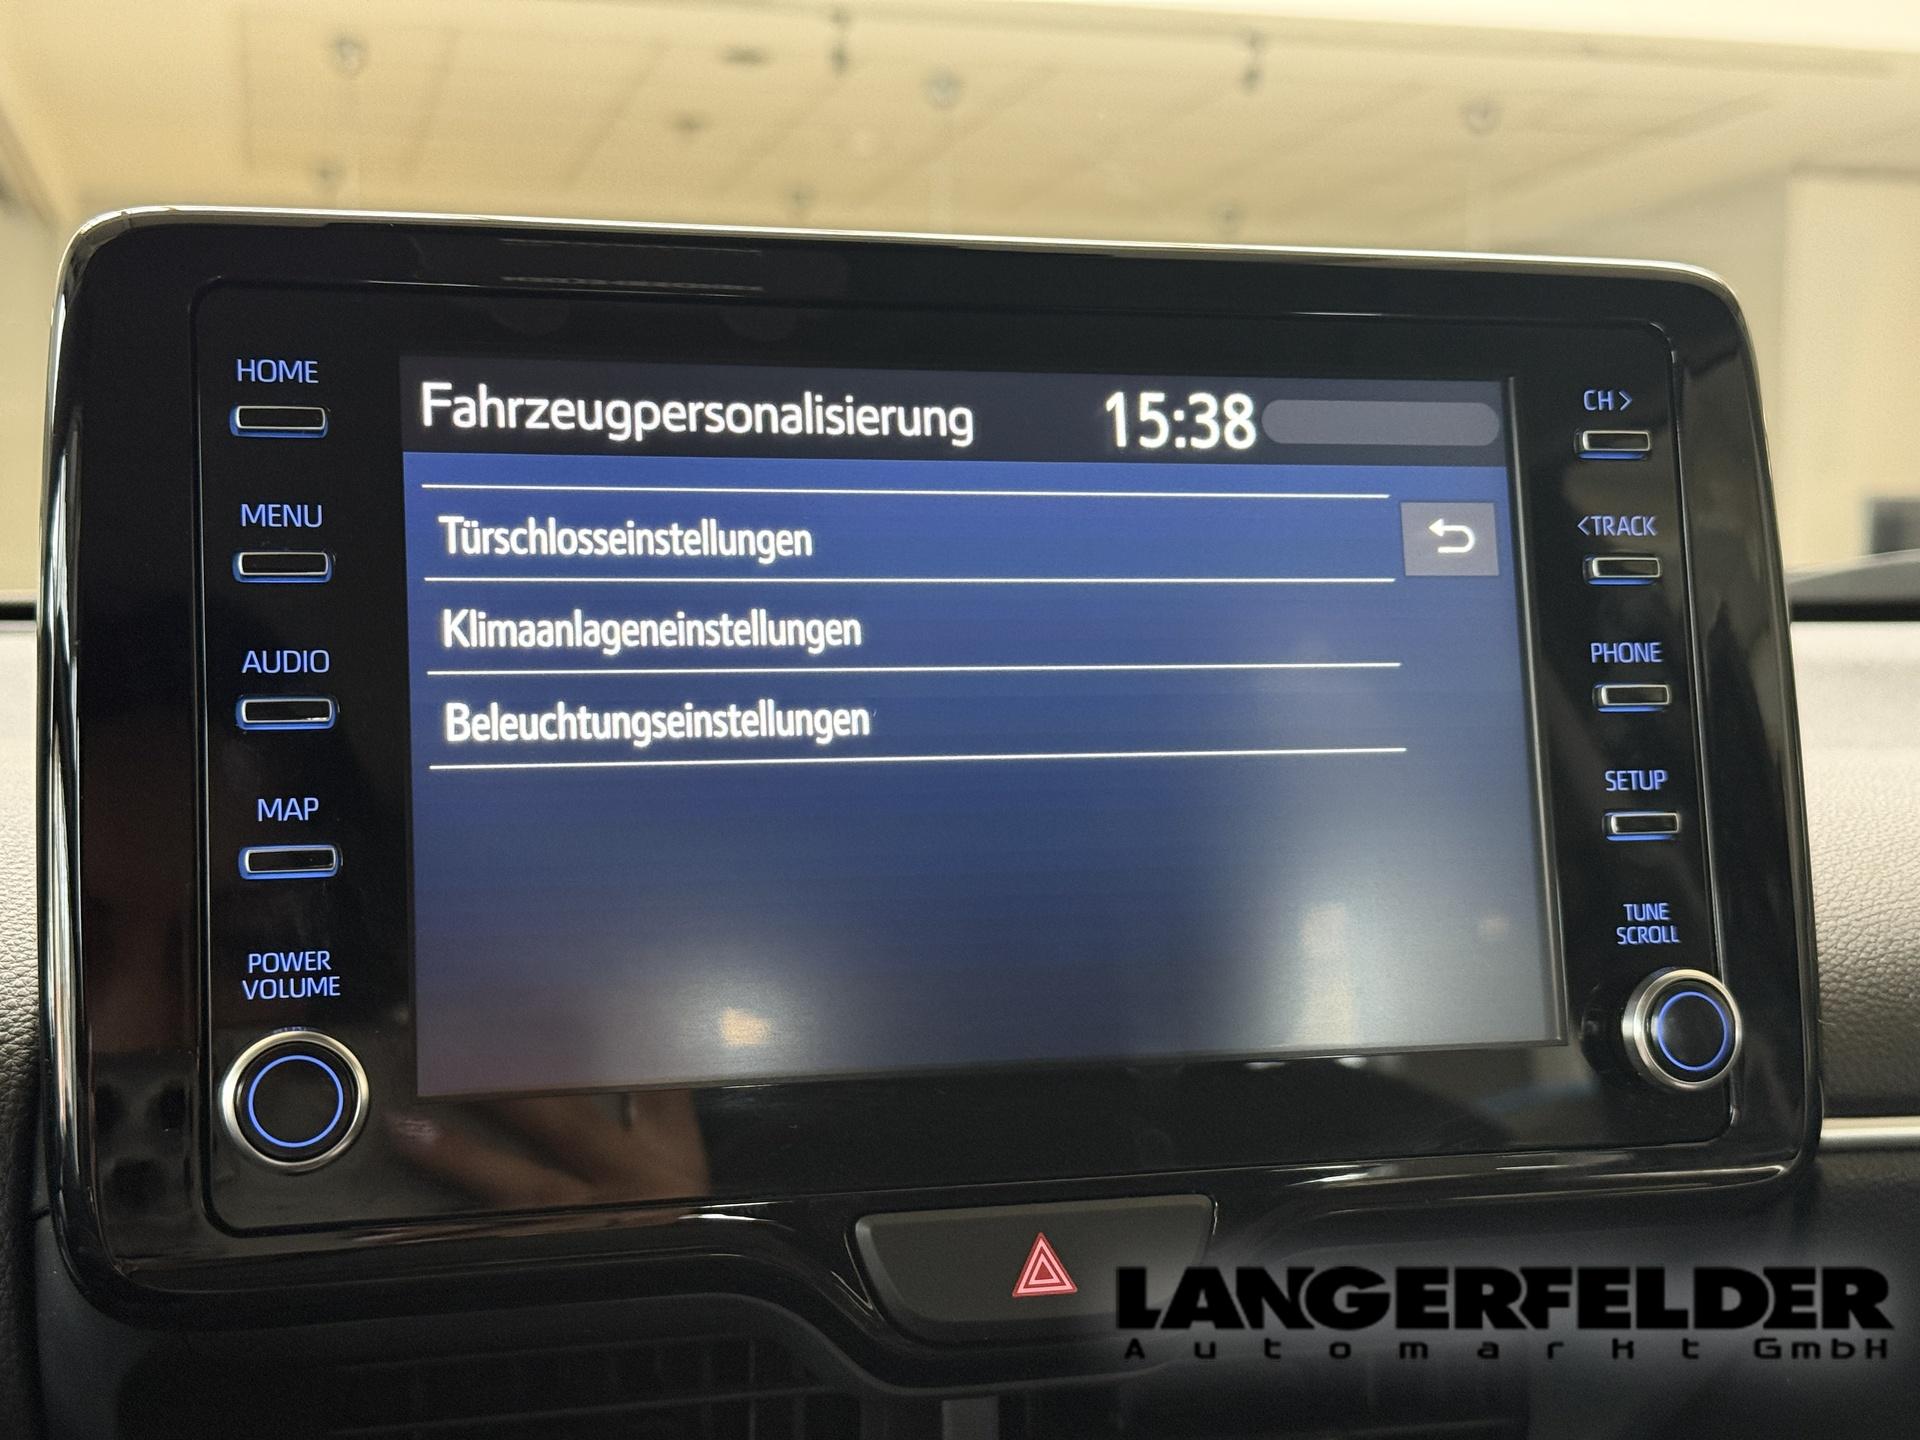 HOME
MENU
AUDIO
MAP
POWER
VOLUME
Fahrzeugpersonalisierung 15:38
Türschlosseinstellungen
Klimaanlageneinstellungen
Beleuchtungseinstellungen
CH >
<TRACK
PHONE
SETUP
TUNE
SCROLL
LANGERFELDER
Automarkt GmbH